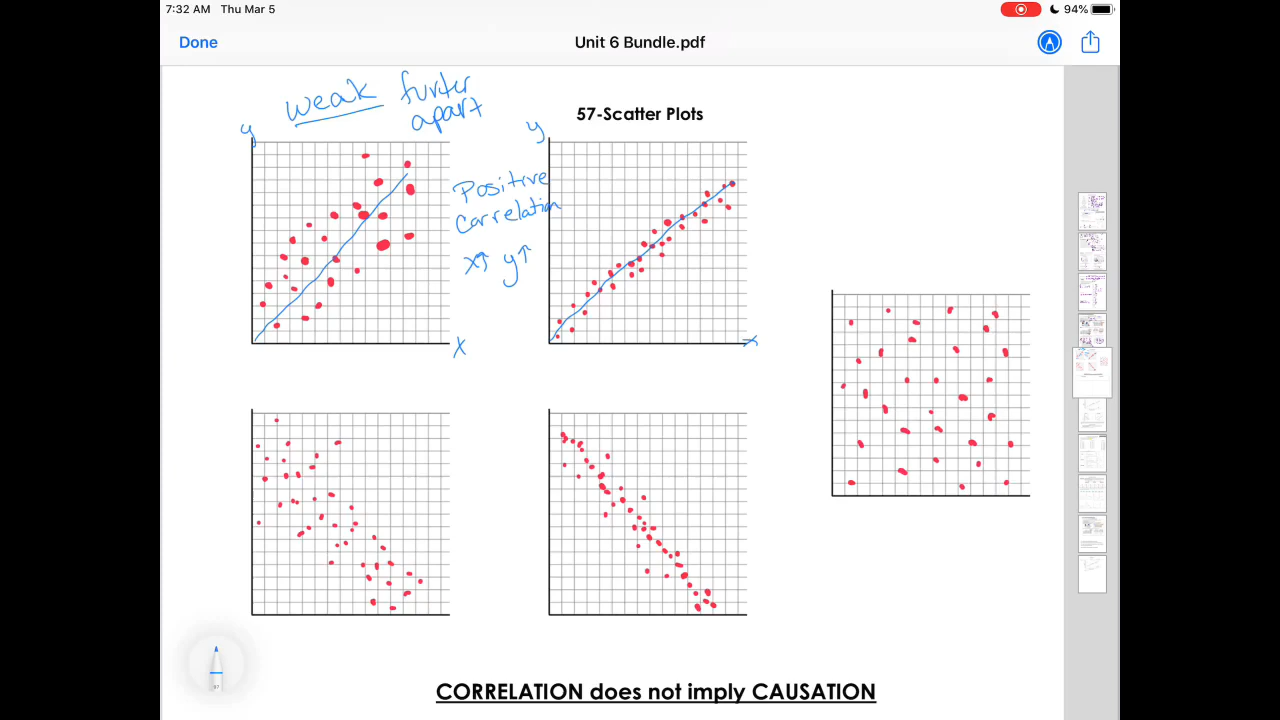 7:32 AM Thu Mar 5
94%
Done
Unit 6 Bundle.pdf
weak furter
apart
57-Scatter Plots
y
y
Positive
Correlation
x↑ y↑
x
x
CORRELATION does not imply CAUSATION